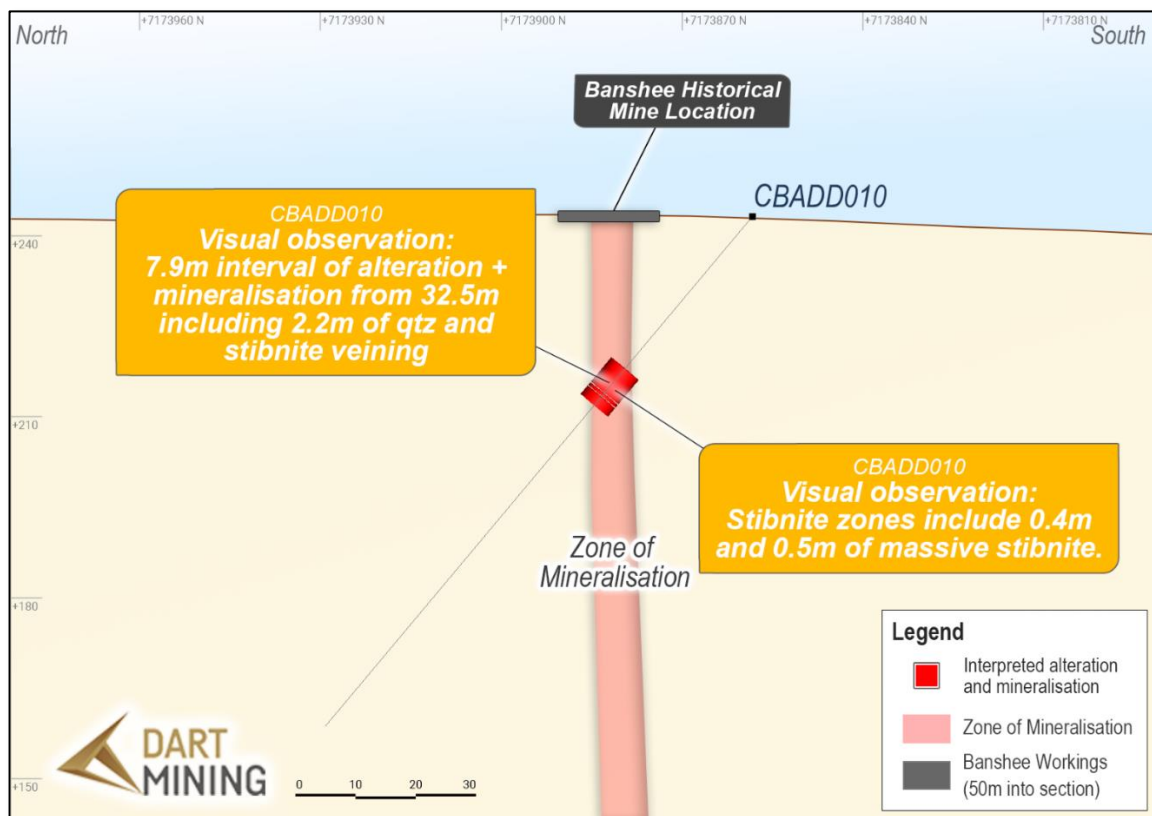 +7173960 N
+7173930 N
+7173900 N
+7173870 N
+7173840 N
+7173810 N
North
South
Banshee Historical
Mine Location
CBADD010
CBADD010
Visual observation:
7.9m interval of alteration +
mineralisation from 32.5m
including 2.2m of qtz and
stibnite veining
+240
+210
CBADD010
Visual observation:
Stibnite zones include 0.4m
and 0.5m of massive stibnite.
Zone of
Mineralisation
+180
+150
DART
MINING
0 10 20 30
Legend
Interpreted alteration
and mineralisation
Zone of Mineralisation
Banshee Workings
(50m into section)